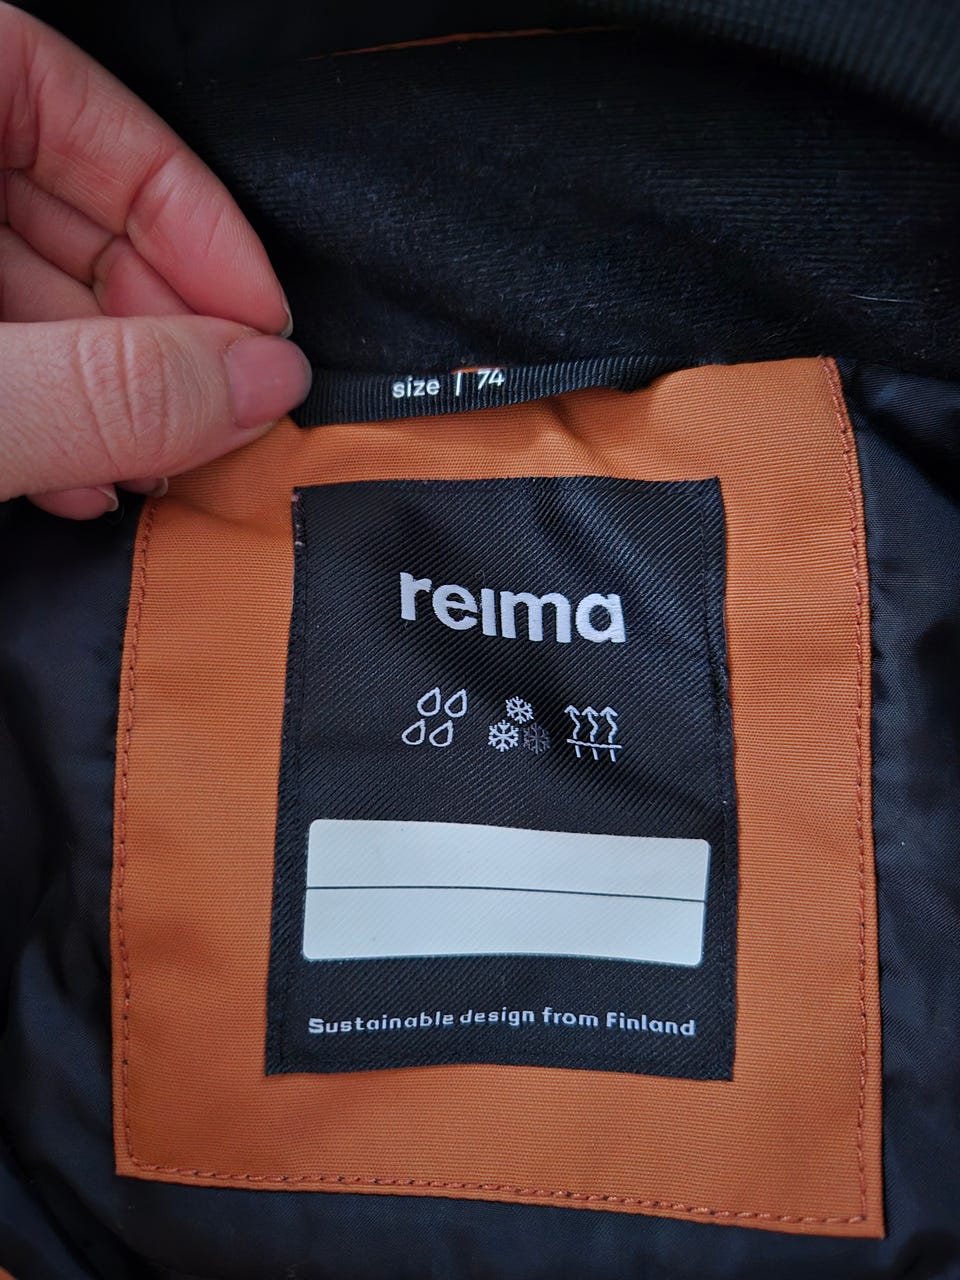 size | 74
reima
Sustainable design from Finland